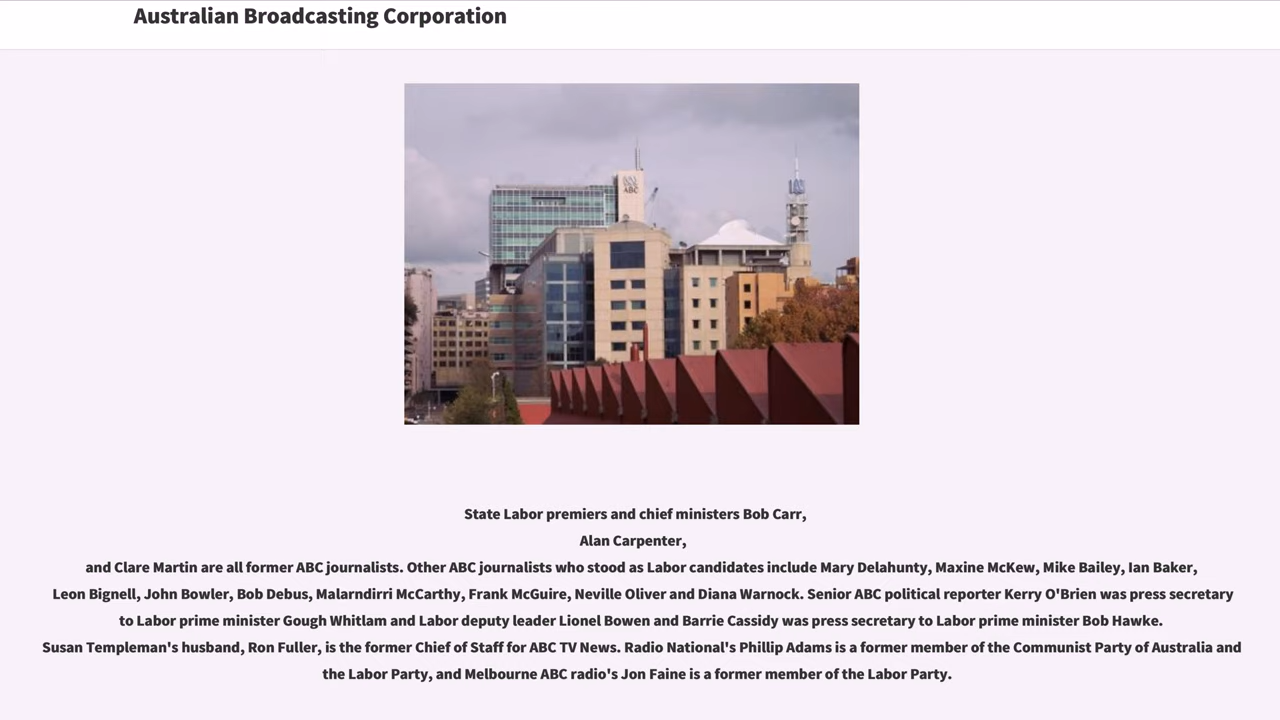 Australian Broadcasting Corporation
ABC
State Labor premiers and chief ministers Bob Carr,
Alan Carpenter,
and Clare Martin are all former ABC journalists. Other ABC journalists who stood as Labor candidates include Mary Delahunty, Maxine McKew, Mike Bailey, Ian Baker,
Leon Bignell, John Bowler, Bob Debus, Malarndirri McCarthy, Frank McGuire, Neville Oliver and Diana Warnock. Senior ABC political reporter Kerry O'Brien was press secretary
to Labor prime minister Gough Whitlam and Labor deputy leader Lionel Bowen and Barrie Cassidy was press secretary to Labor prime minister Bob Hawke.
Susan Templeman's husband, Ron Fuller, is the former Chief of Staff for ABC TV News. Radio National's Phillip Adams is a former member of the Communist Party of Australia and
the Labor Party, and Melbourne ABC radio's Jon Faine is a former member of the Labor Party.